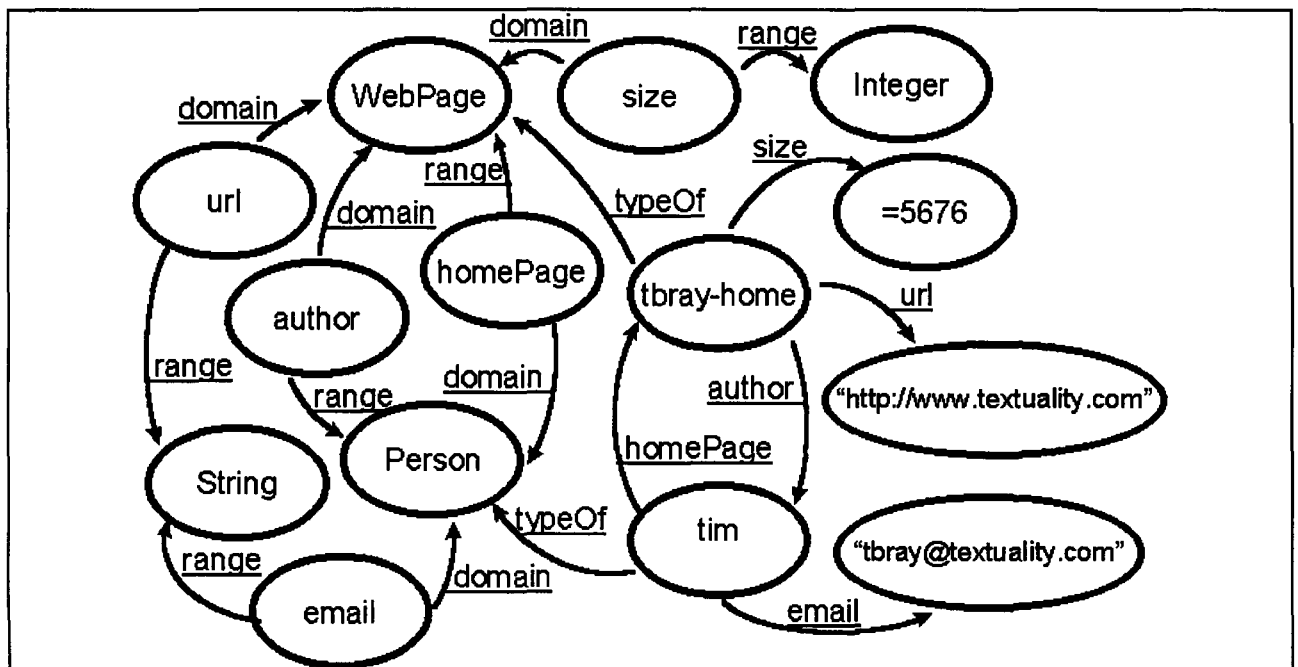 domain
range
WebPage
size
Integer
domain
size
url
range
typeOf
=5676
domain
homePage
tbray-home
url
author
range
domain
author
"http://www.textuality.com"
range
homePage
Person
String
typeOf
tim
"tbray@textuality.com"
range
domain
email
email